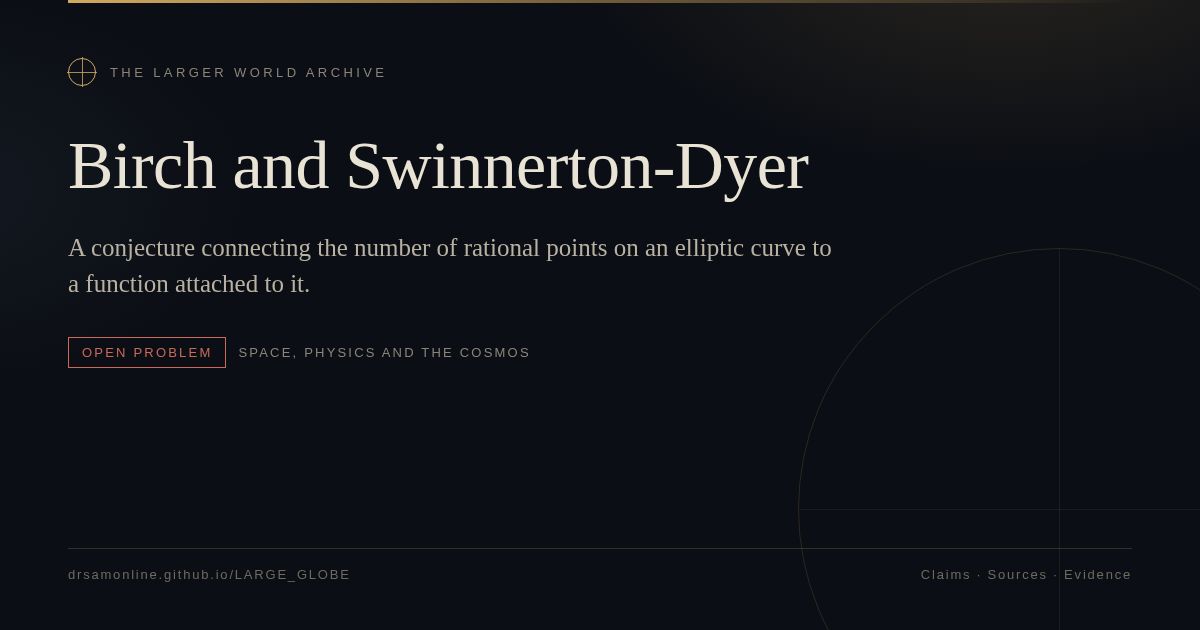 THE LARGER WORLD ARCHIVE
Birch and Swinnerton-Dyer
A conjecture connecting the number of rational points on an elliptic curve to
a function attached to it.
OPEN PROBLEM SPACE, PHYSICS AND THE COSMOS
drsamonline.github.io/LARGE_GLOBE Claims · Sources · Evidence